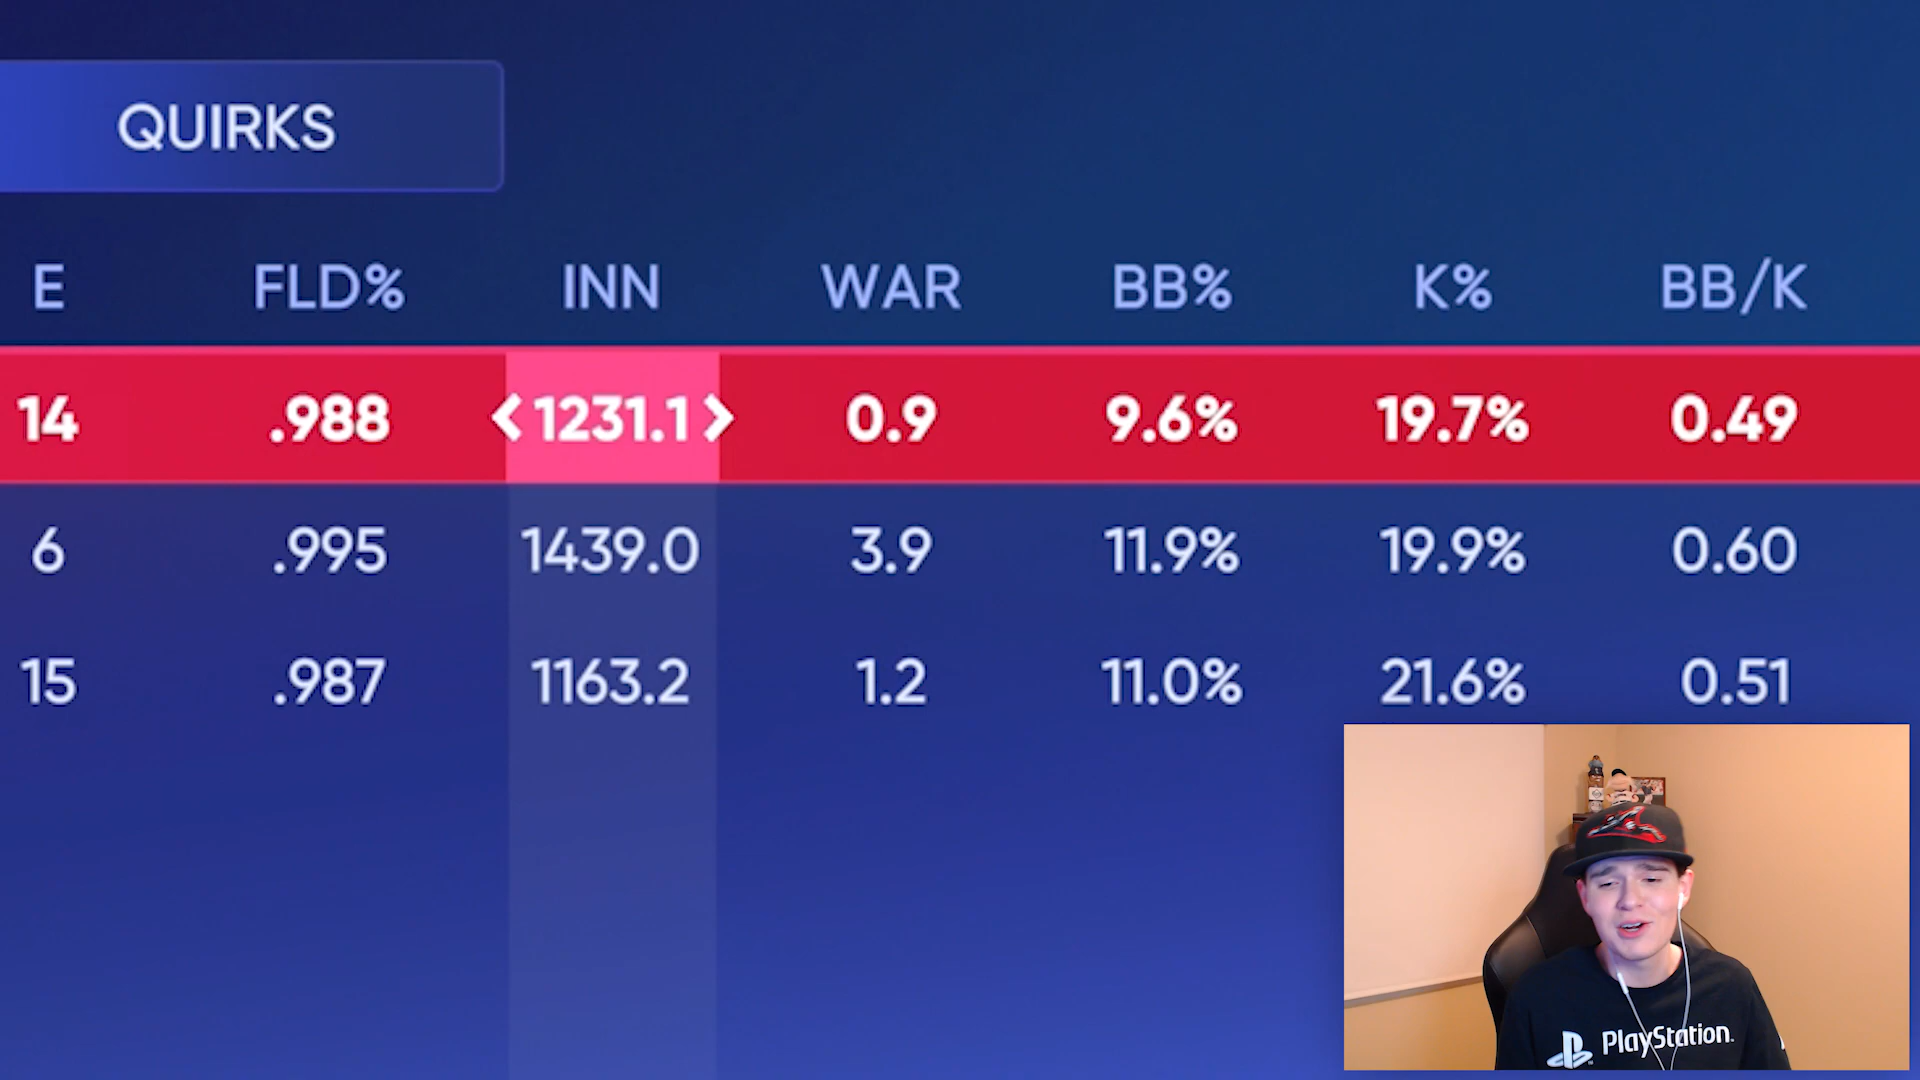 QUIRKS
E FLD% INN WAR BB% K% BB/K
14 .988 <1231.1> 0.9 9.6% 19.7% 0.49
6 .995 1439.0 3.9 11.9% 19.9% 0.60
15 .987 1163.2 1.2 11.0% 21.6% 0.51
PlayStation.